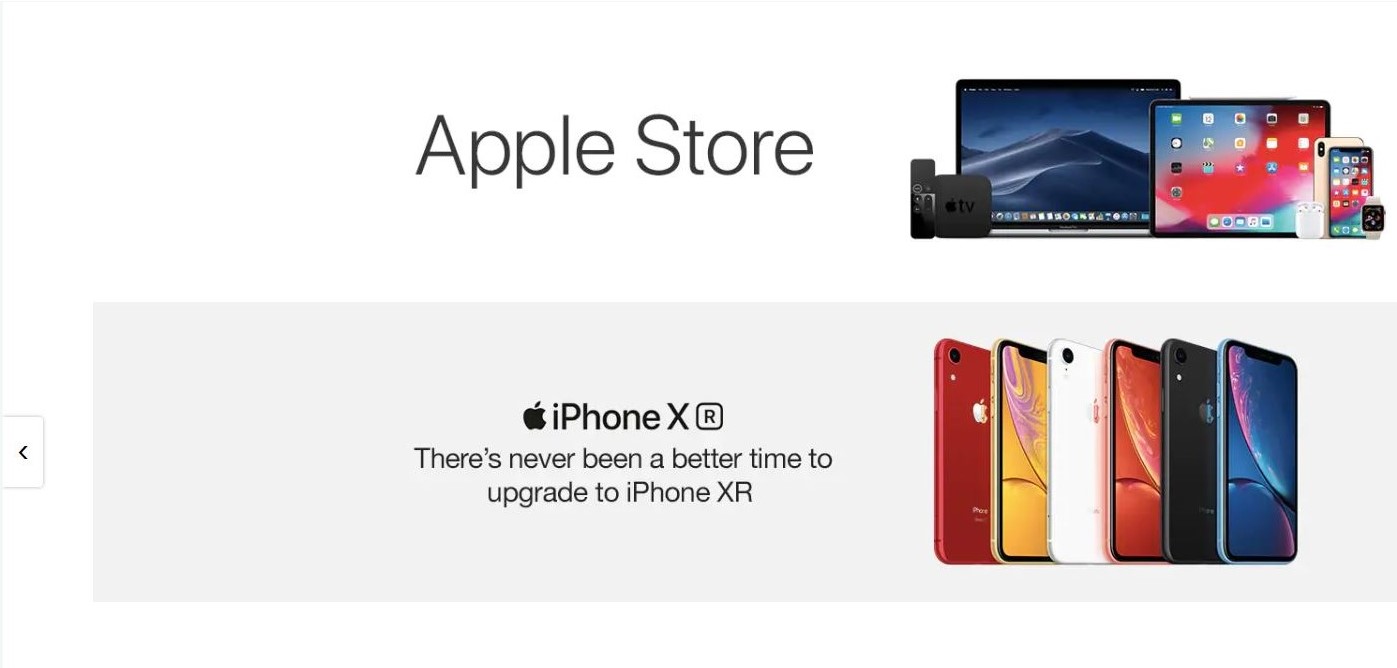 Apple Store
tv
iPhone XR
There's never been a better time to
upgrade to iPhone XR